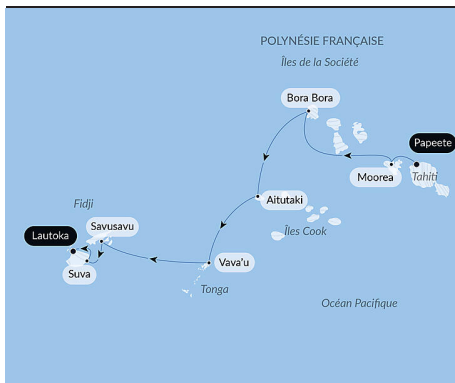 POLYNÉSIE FRANÇAISE
Îles de la Société
Bora Bora
Papeete
Moorea
Tahiti
Aitutaki
Fidji
Savusavu
Îles Cook
Lautoka
Vava'u
Suva
Tonga
Océan Pacifique